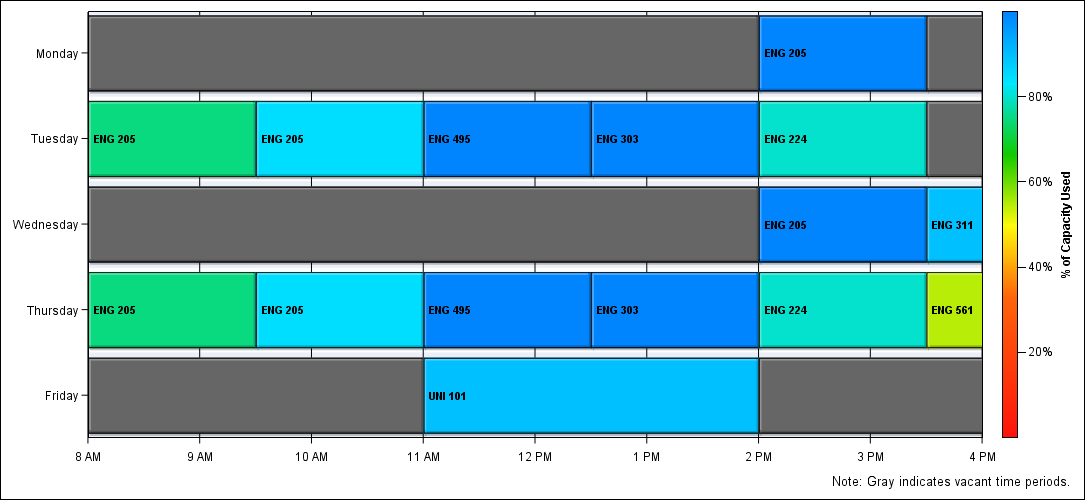 Monday
ENG 205
Tuesday
ENG 205 ENG 205 ENG 495 ENG 303 ENG 224
Wednesday
ENG 205 ENG 311
Thursday
ENG 205 ENG 205 ENG 495 ENG 303 ENG 224 ENG 561
Friday
UNI 101
8 AM 9 AM 10 AM 11 AM 12 PM 1 PM 2 PM 3 PM 4 PM
80%
60%
40%
20%
% of Capacity Used
Note: Gray indicates vacant time periods.